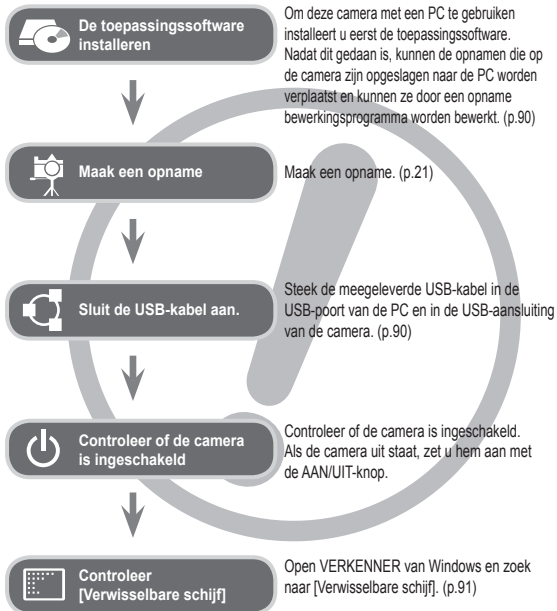 De toepassingssoftware
installeren
Om deze camera met een PC te gebruiken
installeert u eerst de toepassingssoftware.
Nadat dit gedaan is, kunnen de opnamen die op
de camera zijn opgeslagen naar de PC worden
verplaatst en kunnen ze door een opname
bewerkingsprogramma worden bewerkt. (p.90)
Maak een opname
Maak een opname. (p.21)
Sluit de USB-kabel aan.
Steek de meegeleverde USB-kabel in de
USB-poort van de PC en in de USB-aansluiting
van de camera. (p.90)
Controleer of de camera
is ingeschakeld
Controleer of de camera is ingeschakeld.
Als de camera uit staat, zet u hem aan met
de AAN/UIT-knop.
Controleer
[Verwisselbare schijf]
Open VERKENNER van Windows en zoek
naar [Verwisselbare schijf]. (p.91)